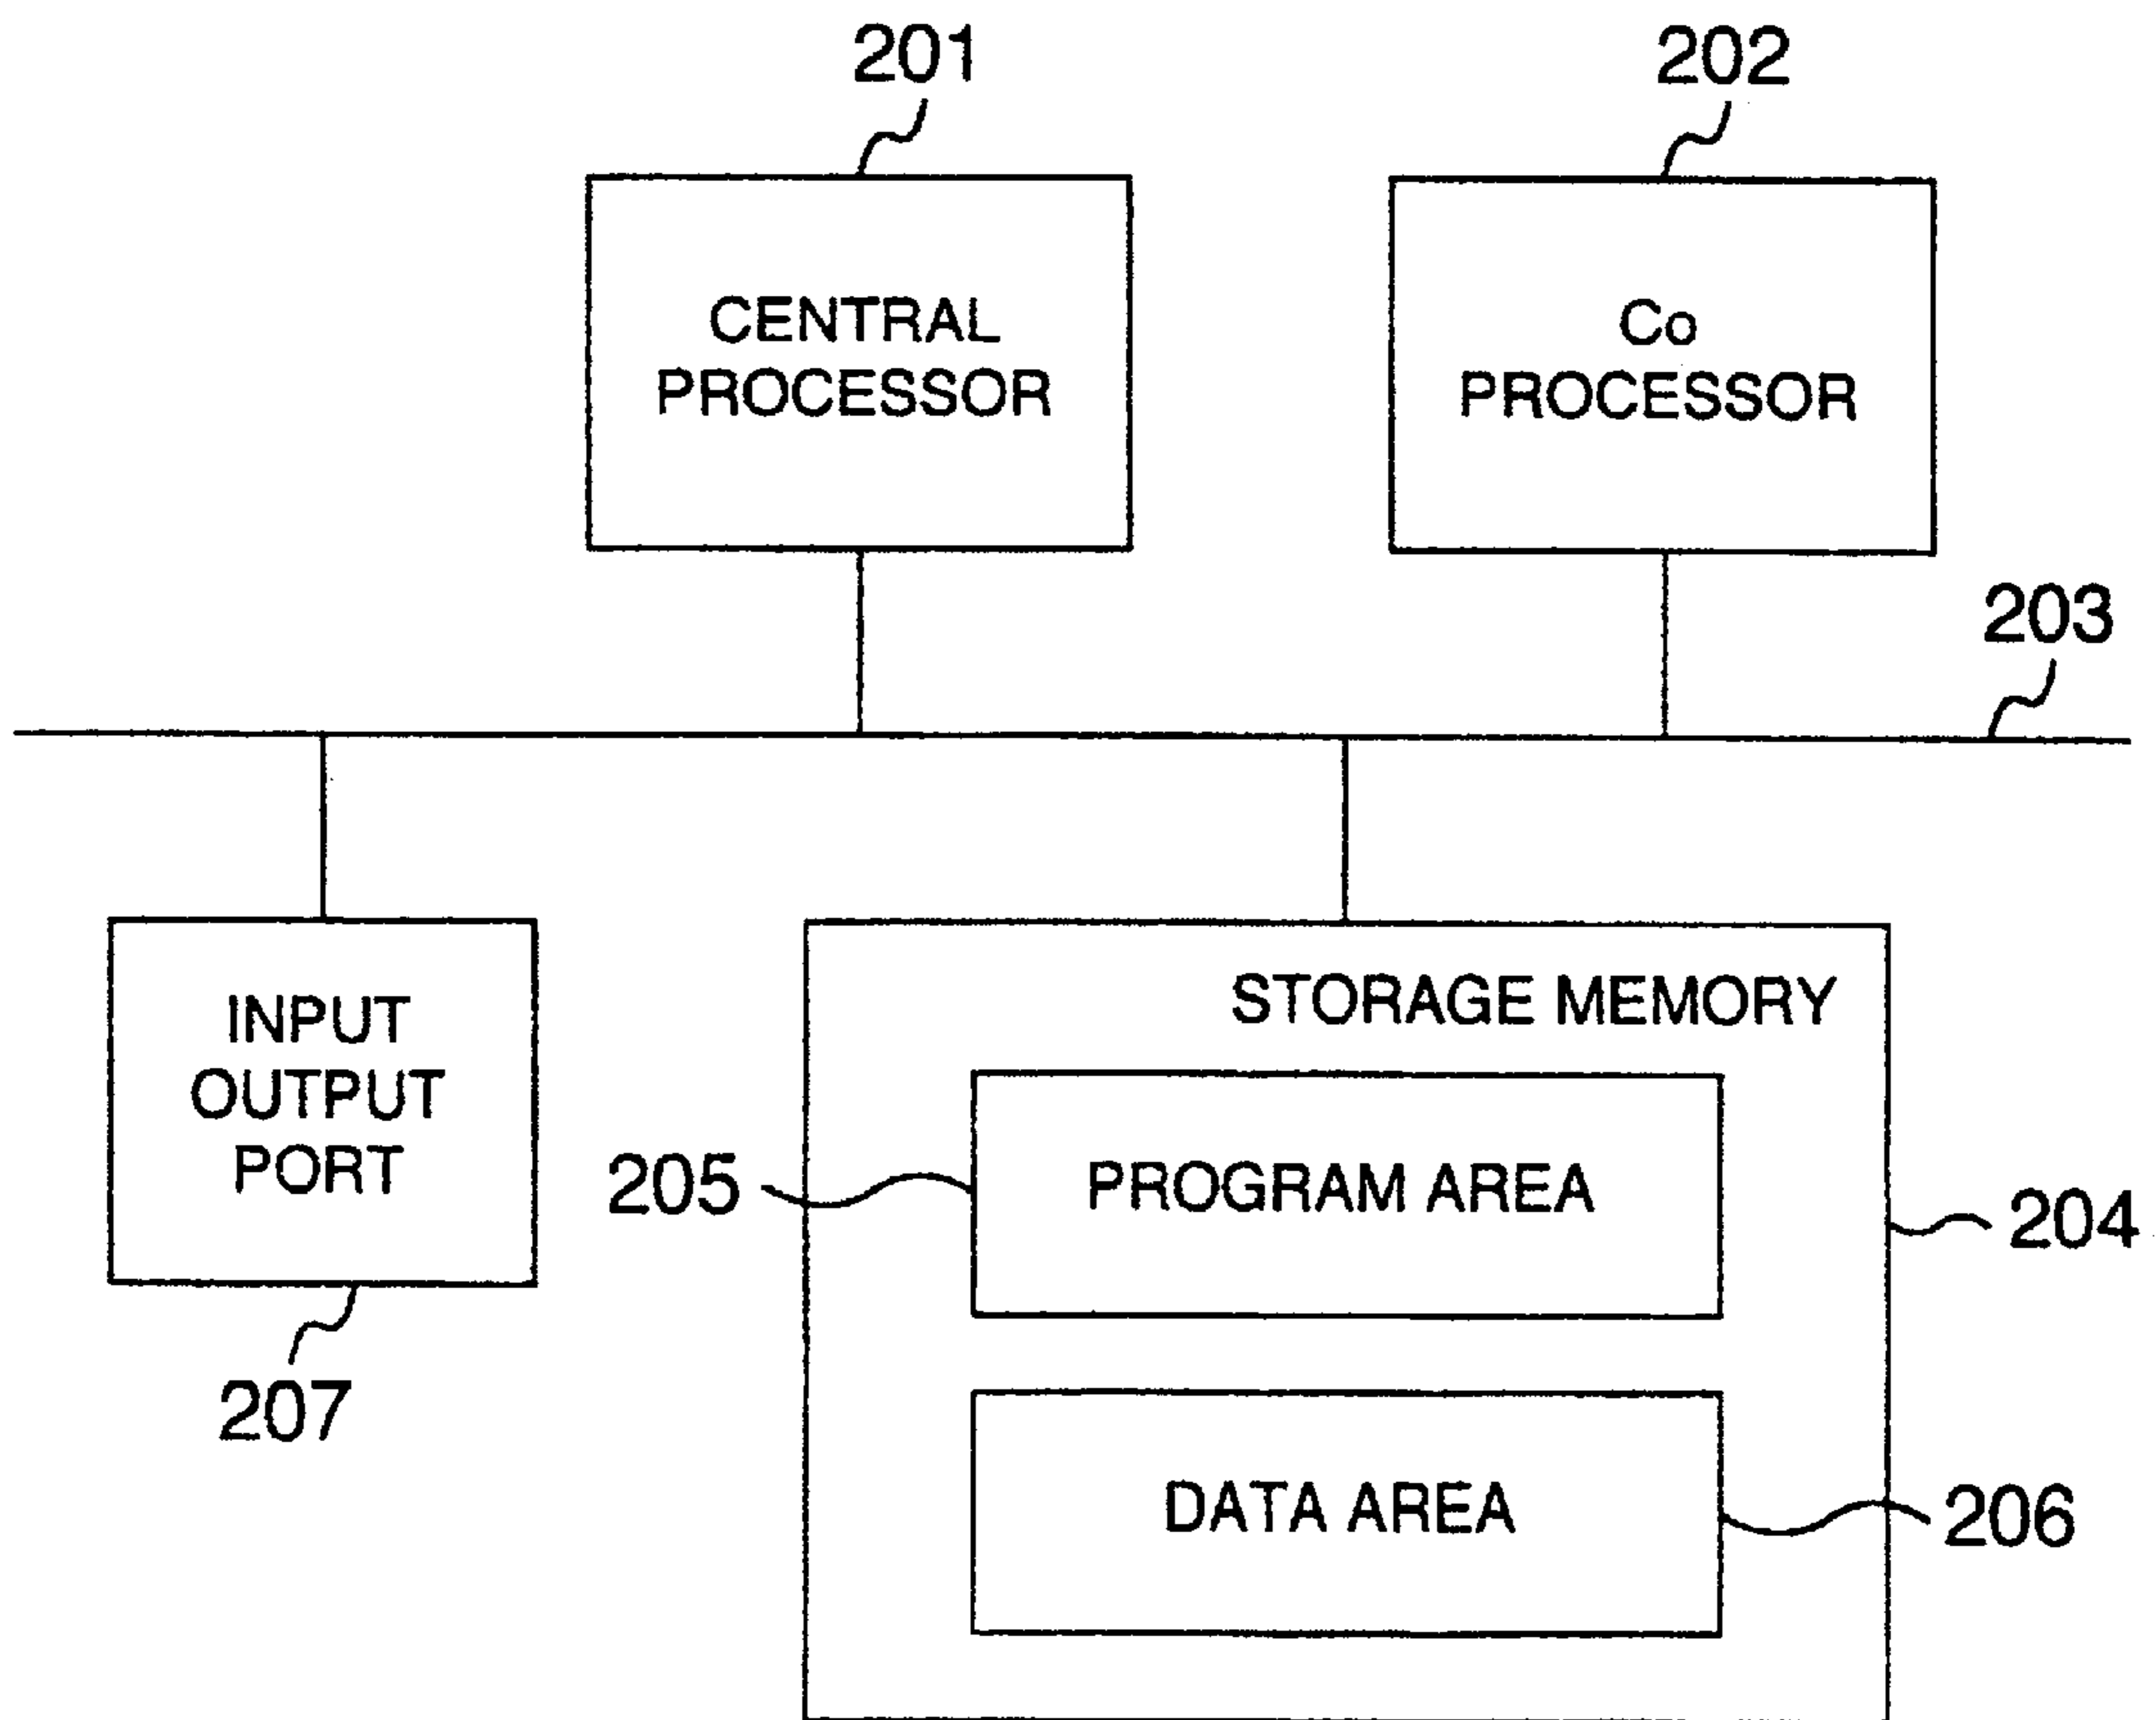 201
202
CENTRAL
PROCESSOR
Co
PROCESSOR
203
INPUT
OUTPUT
PORT
207
STORAGE MEMORY
205
PROGRAM AREA
204
DATA AREA
206